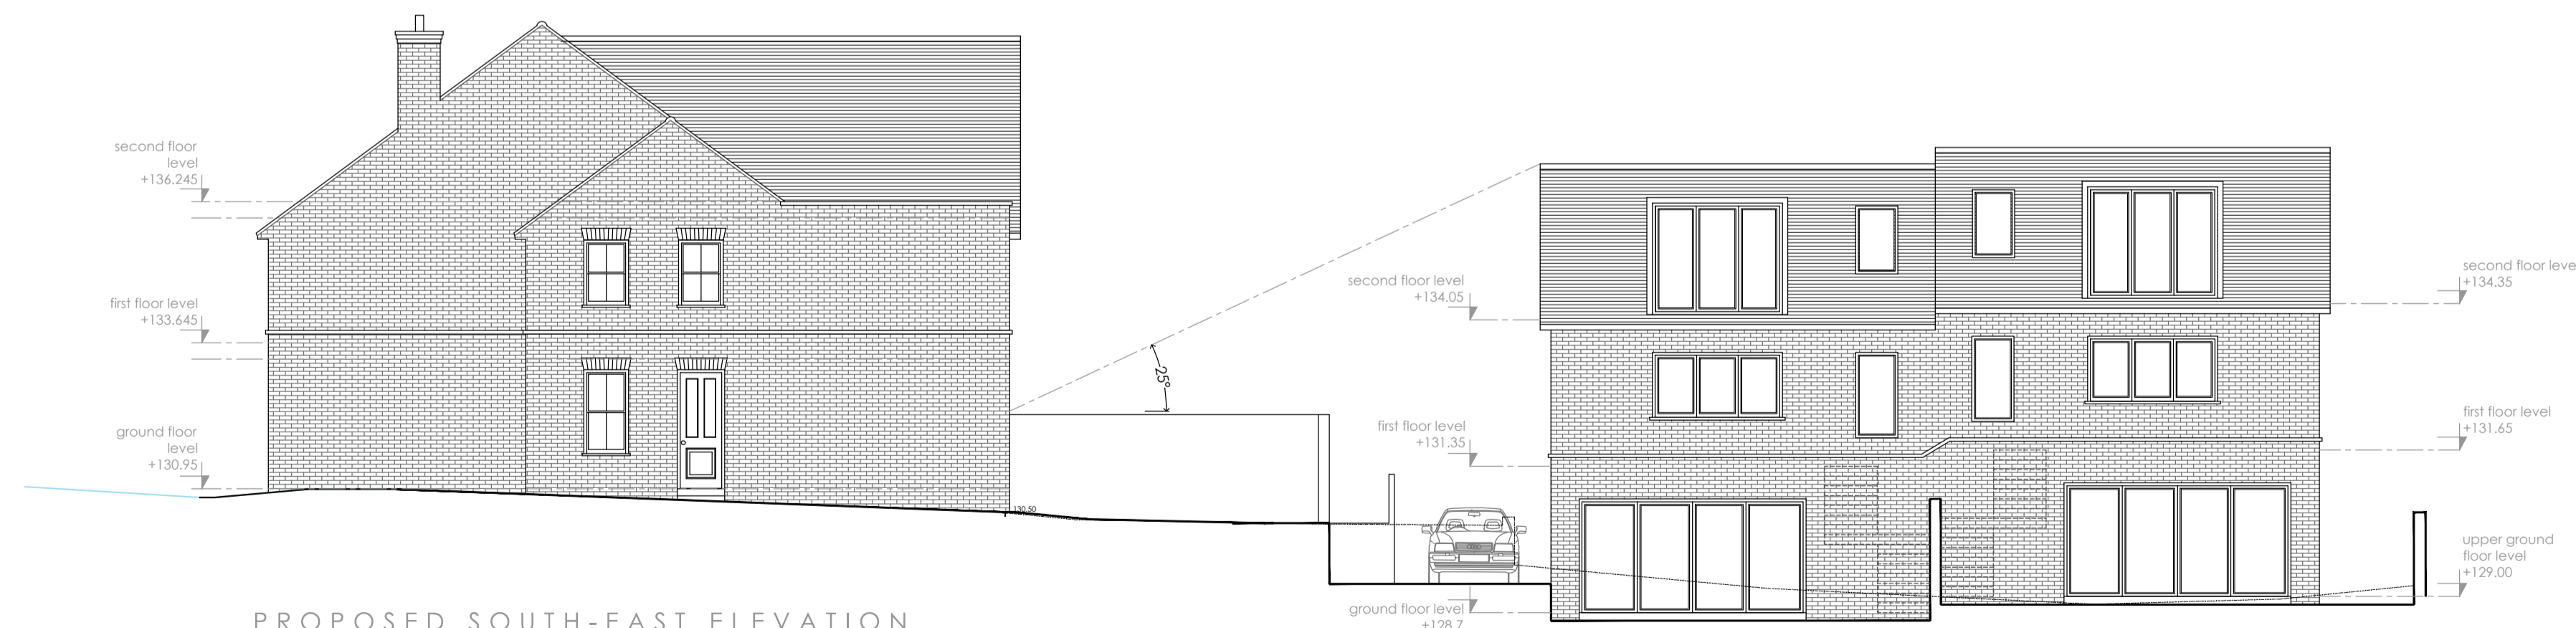 second floor
level
+136.245
first floor level
+133.645
ground floor
level
+130.95
130.50
25°
second floor level
+134.05
first floor level
+131.35
ground floor level
+128.7
second floor leve
+134.35
first floor level
+131.65
upper ground
floor level
+129.00
PROPOSED SOUTH-EAST ELEVATION